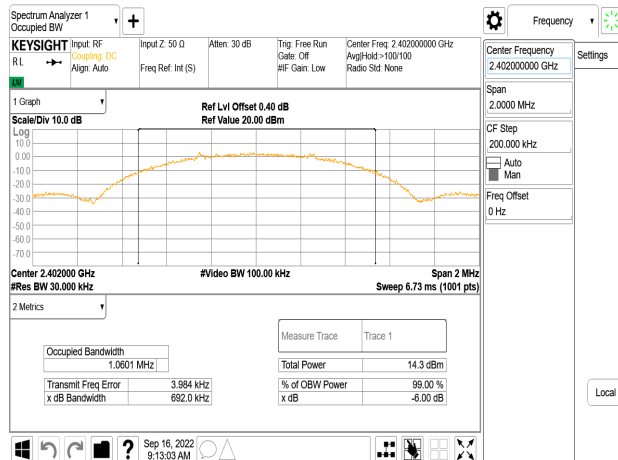 Spectrum Analyzer 1
Occupied BW
Frequency
KEYSIGHT
Input: RF
Input Z: 50 Ω
Atten: 30 dB
Trig: Free Run
Center Freq: 2.402000000 GHz
R L
Coupling: DC
Gate: Off
Avg|Hold:>100/100
Align: Auto
Freq Ref: Int (S)
#IF Gain: Low
Radio Std: None
LXI
Center Frequency
2.402000000 GHz
Settings
Span
2.0000 MHz
CF Step
200.000 kHz
Auto
Man
Freq Offset
0 Hz
Local
1 Graph
Ref Lvl Offset 0.40 dB
Scale/Div 10.0 dB
Ref Value 20.00 dBm
Log
10.0
0.00
-10.0
-20.0
-30.0
-40.0
-50.0
-60.0
-70.0
Center 2.402000 GHz
#Video BW 100.00 kHz
Span 2 MHz
#Res BW 30.000 kHz
Sweep 6.73 ms (1001 pts)
2 Metrics
Measure Trace
Trace 1
Occupied Bandwidth
1.0601 MHz
Total Power
14.3 dBm
Transmit Freq Error
3.984 kHz
% of OBW Power
99.00 %
x dB Bandwidth
692.0 kHz
x dB
-6.00 dB
?
Sep 16, 2022
9:13:03 AM